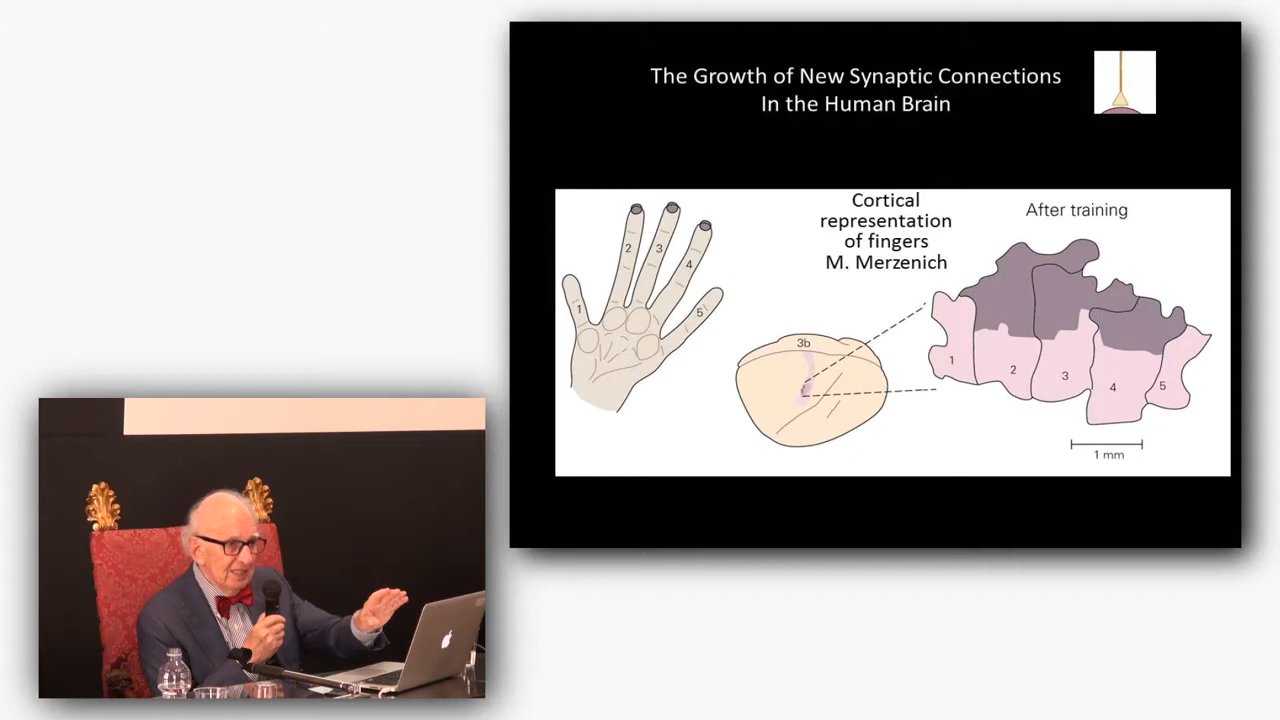 The Growth of New Synaptic Connections
In the Human Brain
Cortical
representation
of fingers
M. Merzenich
After training
1
2
3
4
5
3b
1
2
3
4
5
1 mm